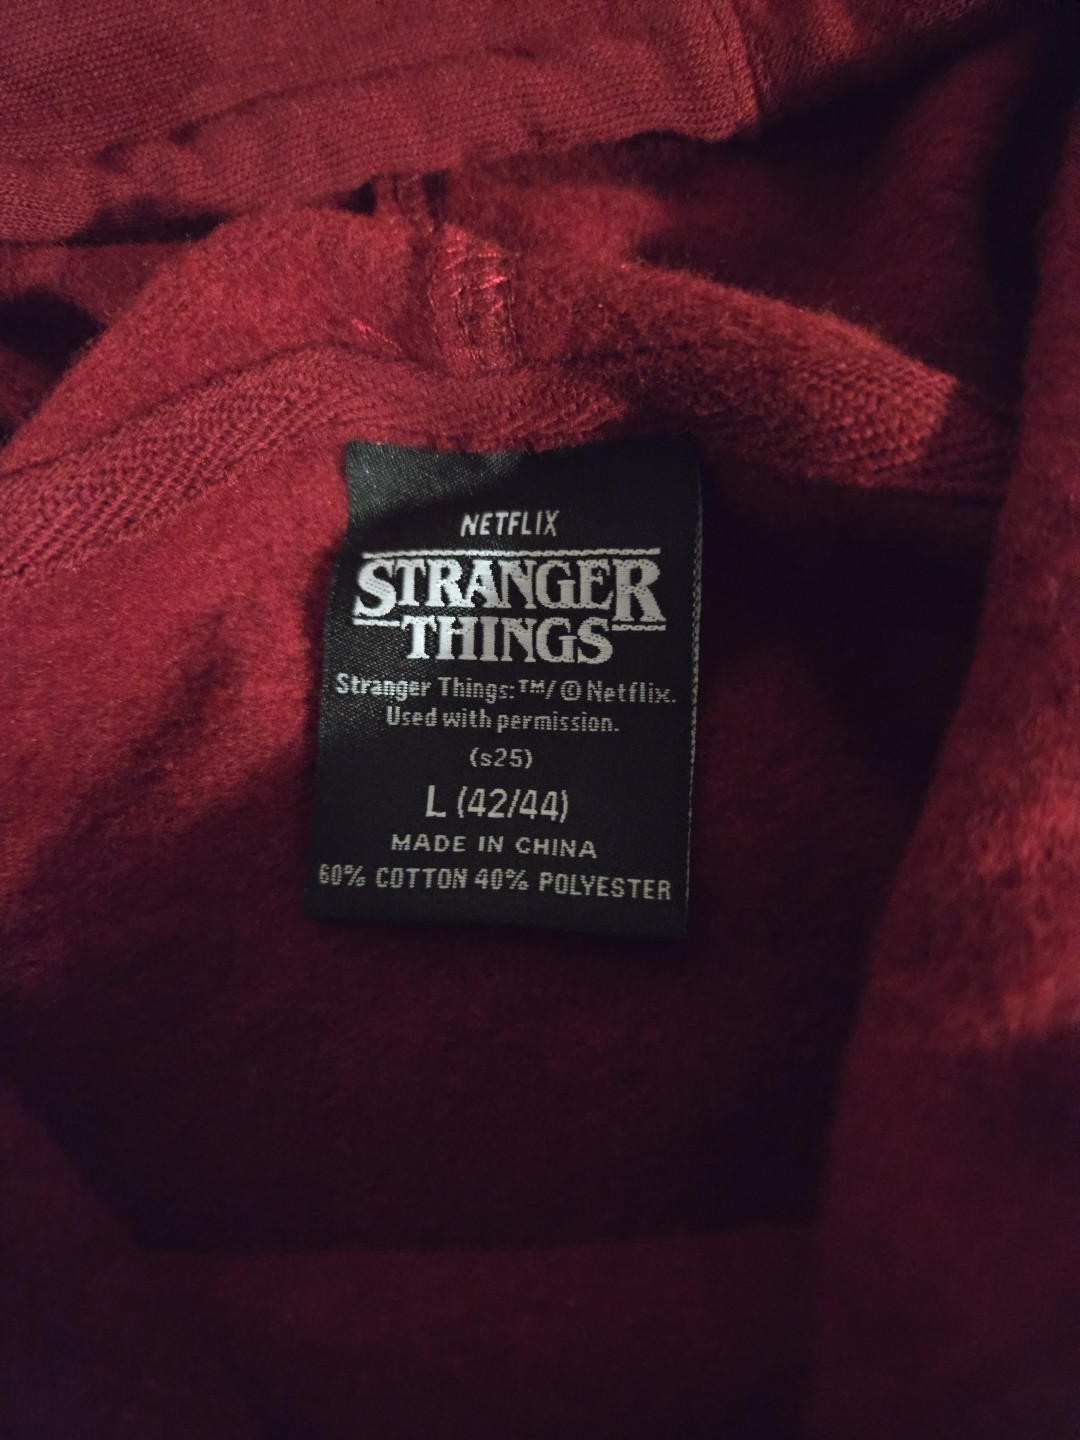 NETFLIX
STRANGER
THINGS
Stranger Things:™/©Netflix.
Used with permission.
(s25)
L (42/44)
MADE IN CHINA
60% COTTON 40% POLYESTER